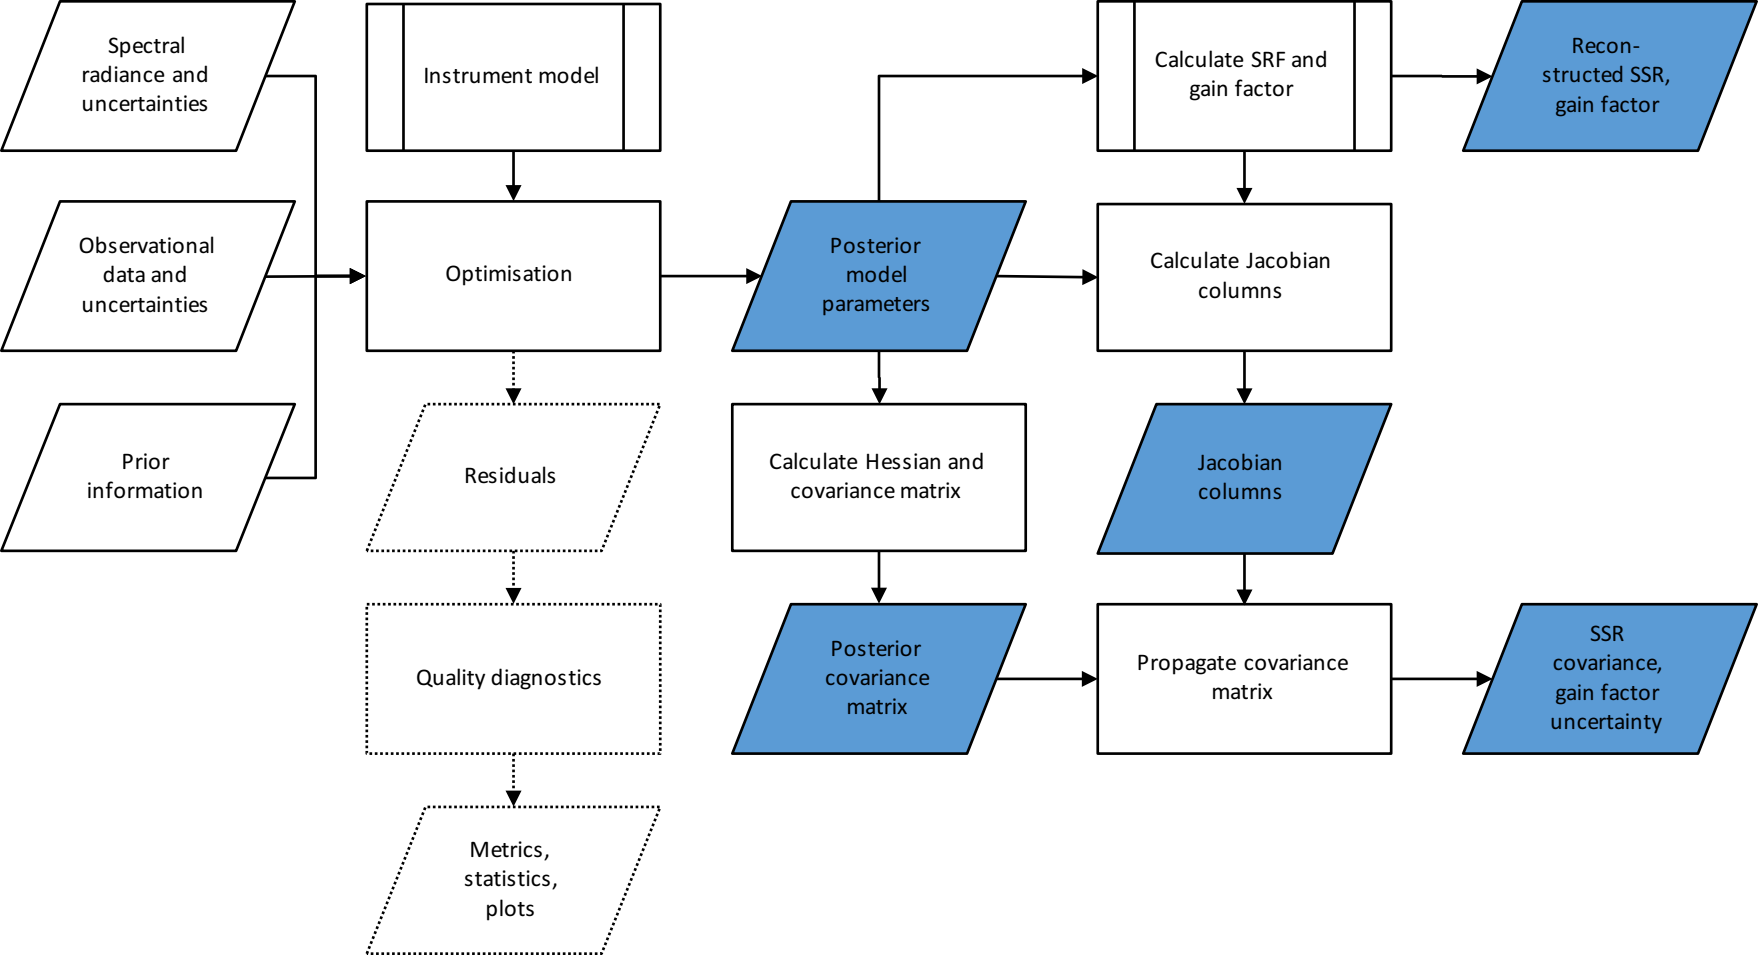 Spectral
radiance and
uncertainties
Instrument model
Calculate SRF and
gain factor
Recon-
structed SSR,
gain factor
Observational
data and
uncertainties
Optimisation
Posterior
model
parameters
Calculate Jacobian
columns
Prior
information
Residuals
Calculate Hessian and
covariance matrix
Jacobian
columns
Quality diagnostics
Posterior
covariance
matrix
Propagate covariance
matrix
SSR
covariance,
gain factor
uncertainty
Metrics,
statistics,
plots